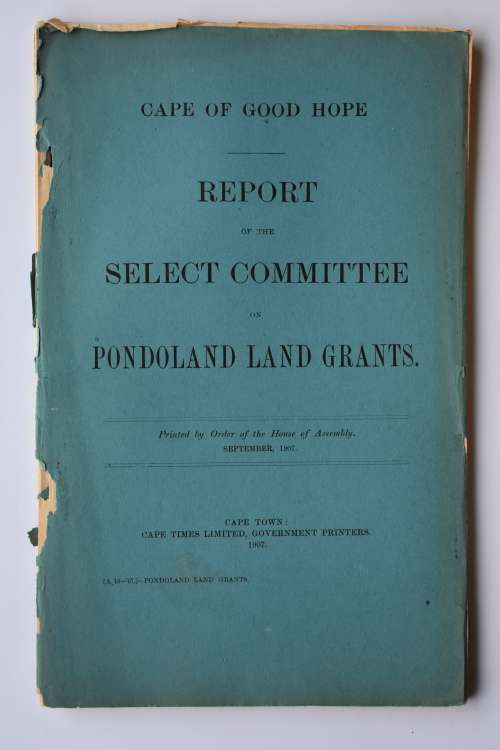 CAPE OF GOOD HOPE
REPORT
OF THE
SELECT COMMITTEE
ON
PONDOLAND LAND GRANTS.
Printed by Order of the House of Assembly.
SEPTEMBER, 1907.
CAPE TOWN:
CAPE TIMES LIMITED, GOVERNMENT PRINTERS.
1907.
—PONDOLAND LAND GRANTS.